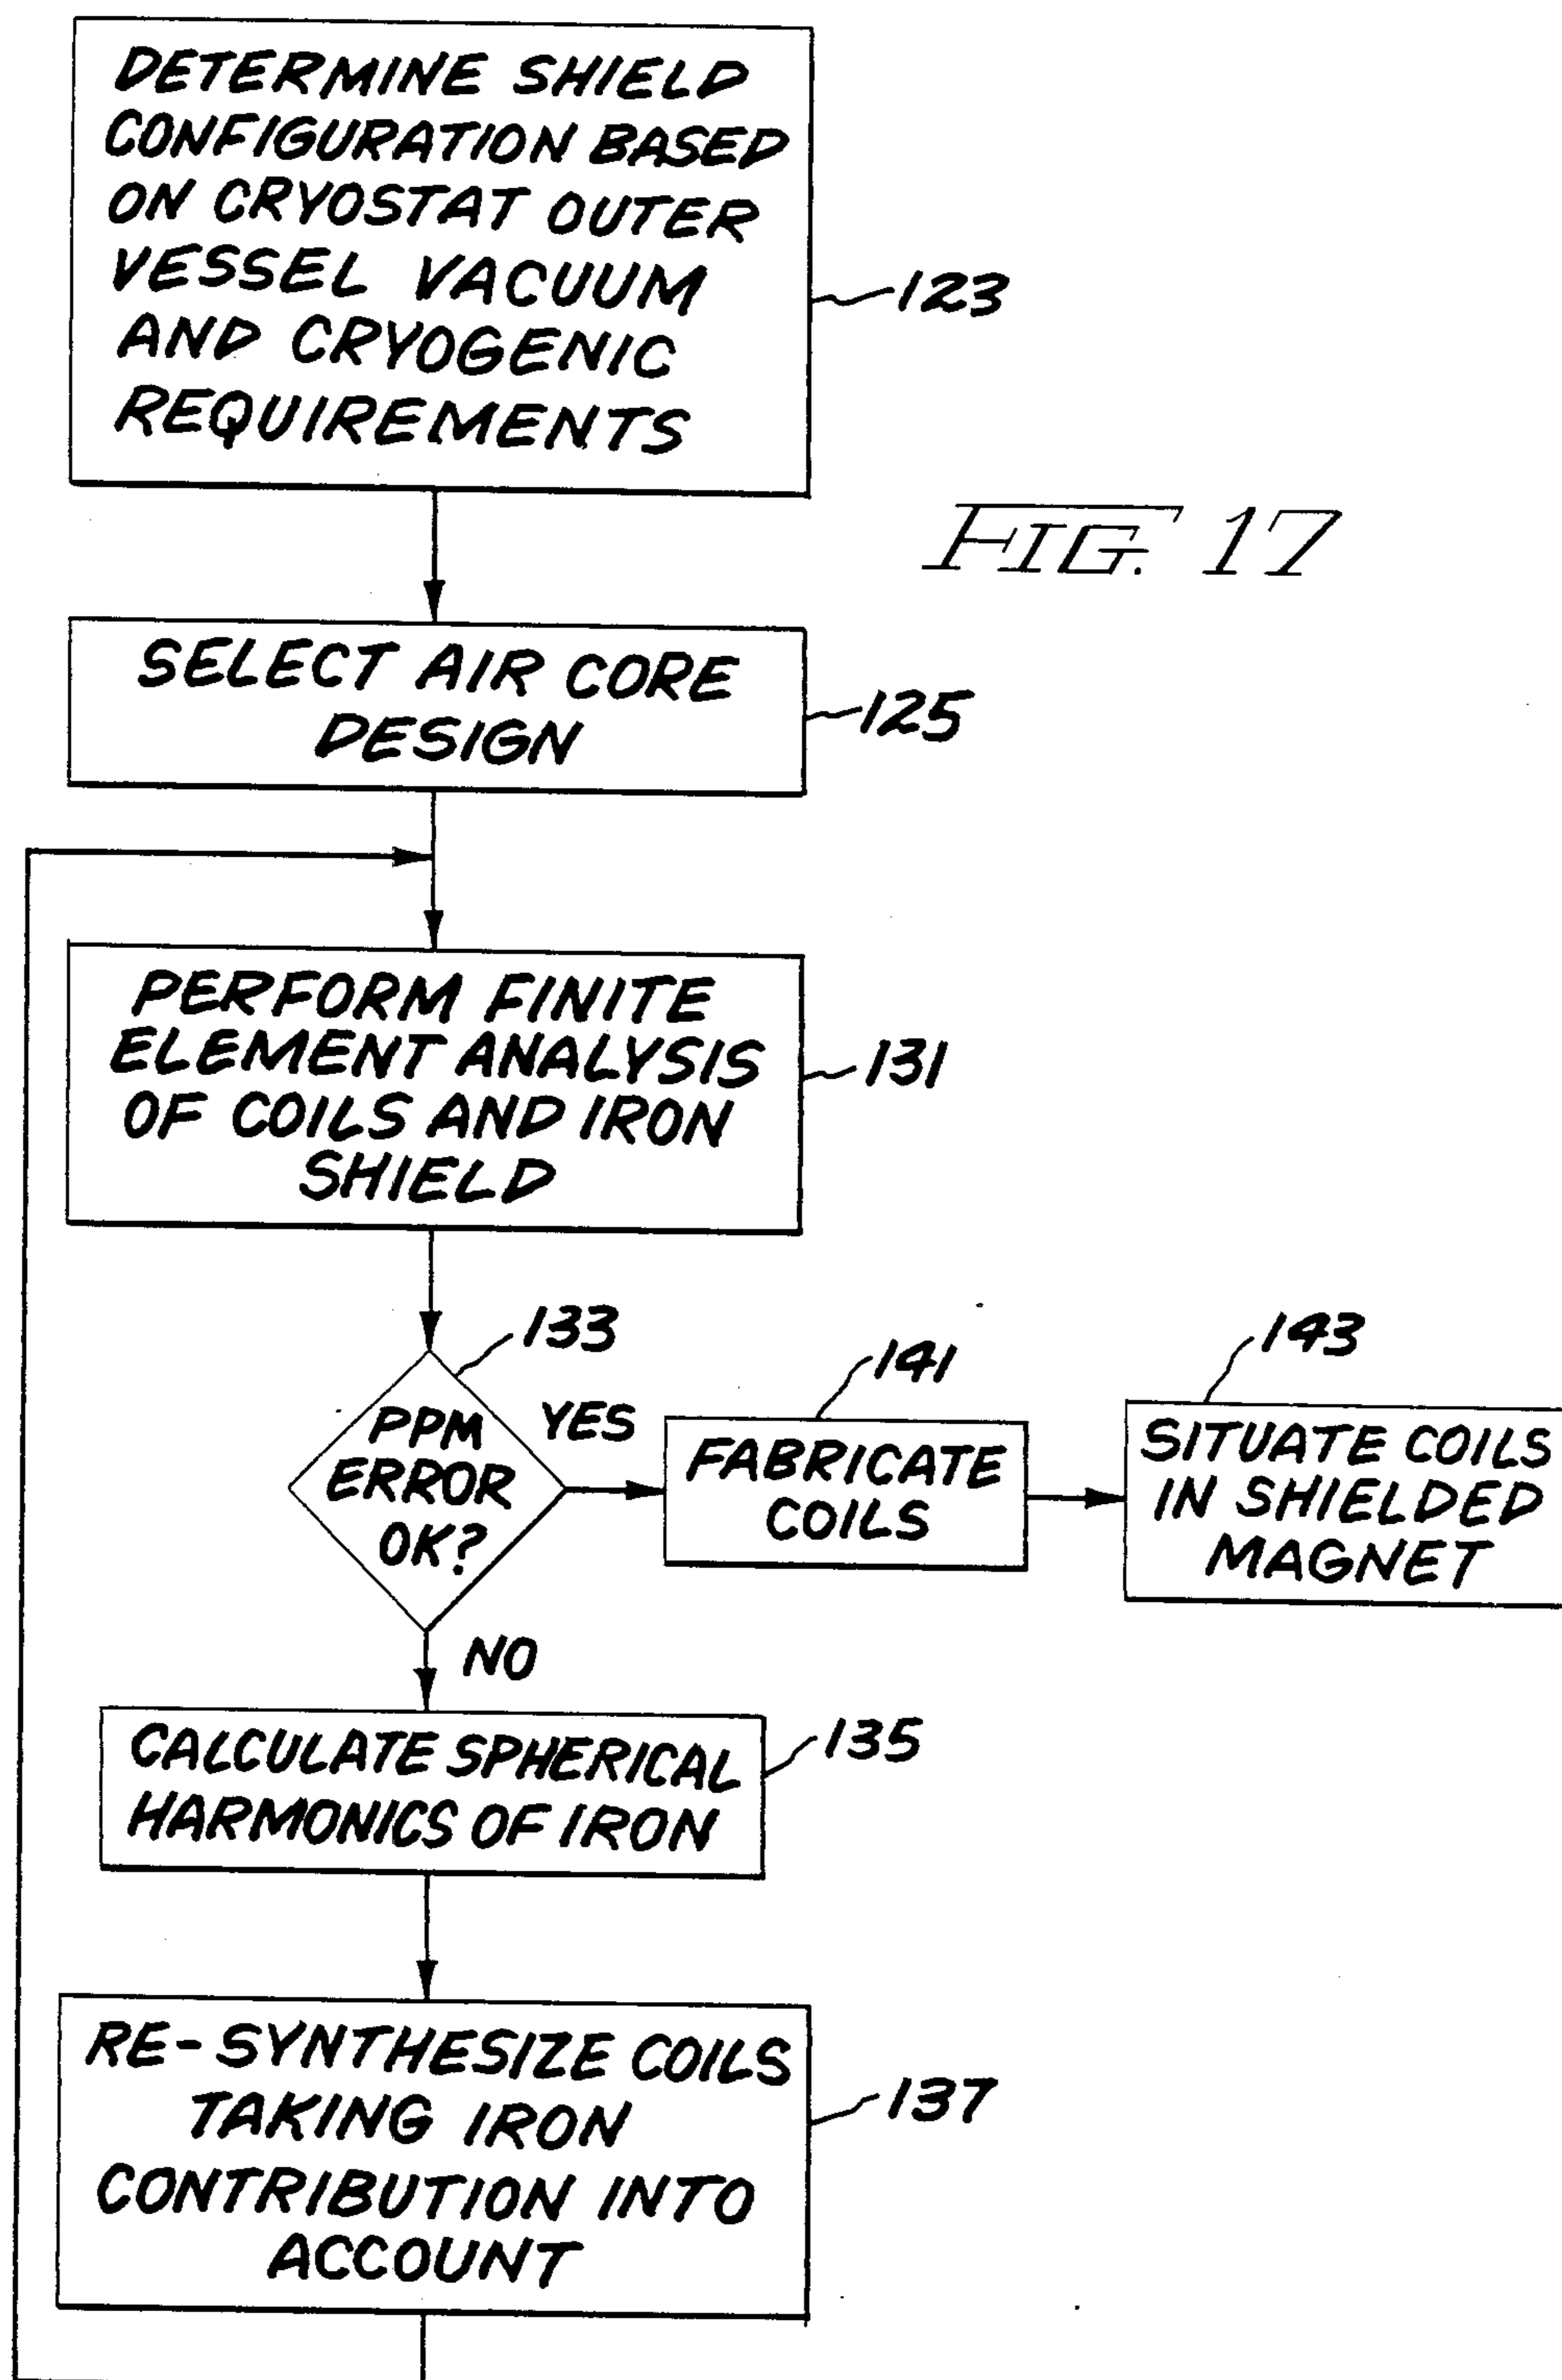 DETERMINE SHIELD
CONFIGURATION BASED
ON CRYOSTAT OUTER
VESSEL VACUUM
AND CRYOGENIC
REQUIREMENTS
123
FIG. 17
SELECT AIR CORE
DESIGN
125
PERFORM FINITE
ELEMENT ANALYSIS
OF COILS AND IRON
SHIELD
131
133
PPM
ERROR
OK?
YES
141
FABRICATE
COILS
143
SITUATE COILS
IN SHIELDED
MAGNET
NO
CALCULATE SPHERICAL
HARMONICS OF IRON
135
RE-SYNTHESIZE COILS
TAKING IRON
CONTRIBUTION INTO
ACCOUNT
137